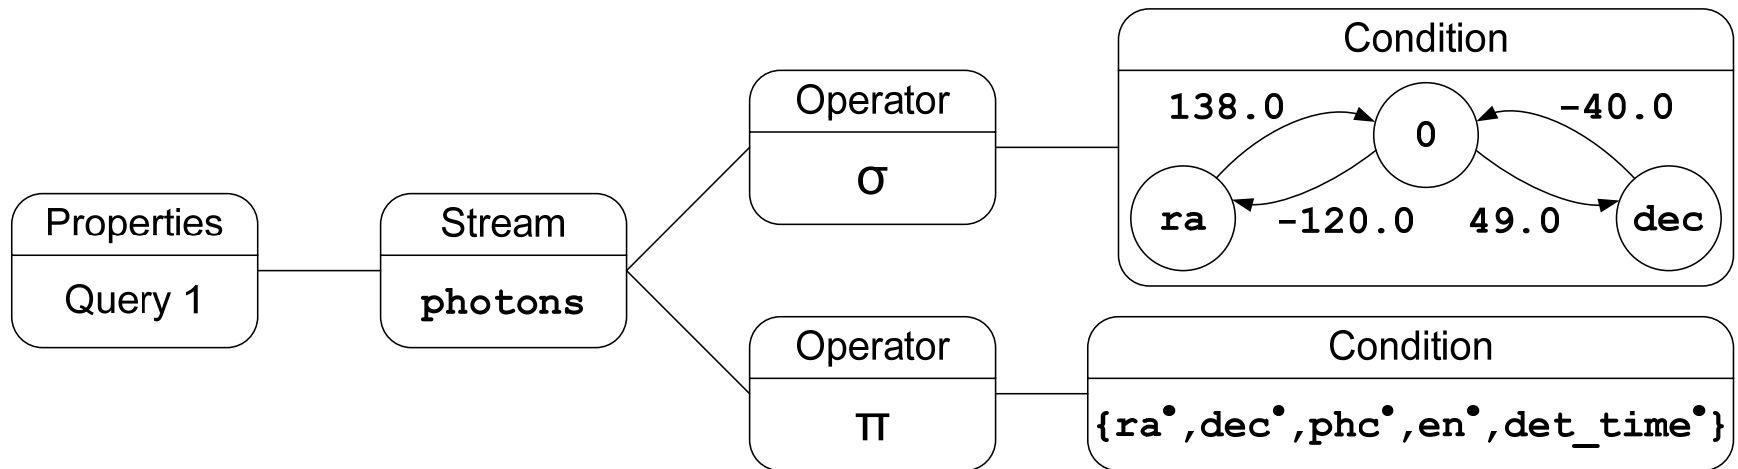 Properties
Query 1
Stream
photons
Operator
σ
Condition
138.0
0
-40.0
ra
-120.0
49.0
dec
Operator
π
Condition
{ra•,dec•,phc•,en•,det_time•}